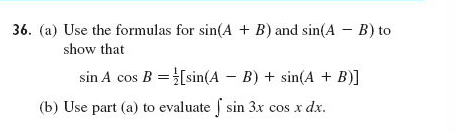 36. (a) Use the formulas for sin(A + B) and sin(A − B) to
show that
sin A cos B = ½[sin(A − B) + sin(A + B)]
(b) Use part (a) to evaluate ∫ sin 3x cos x dx.